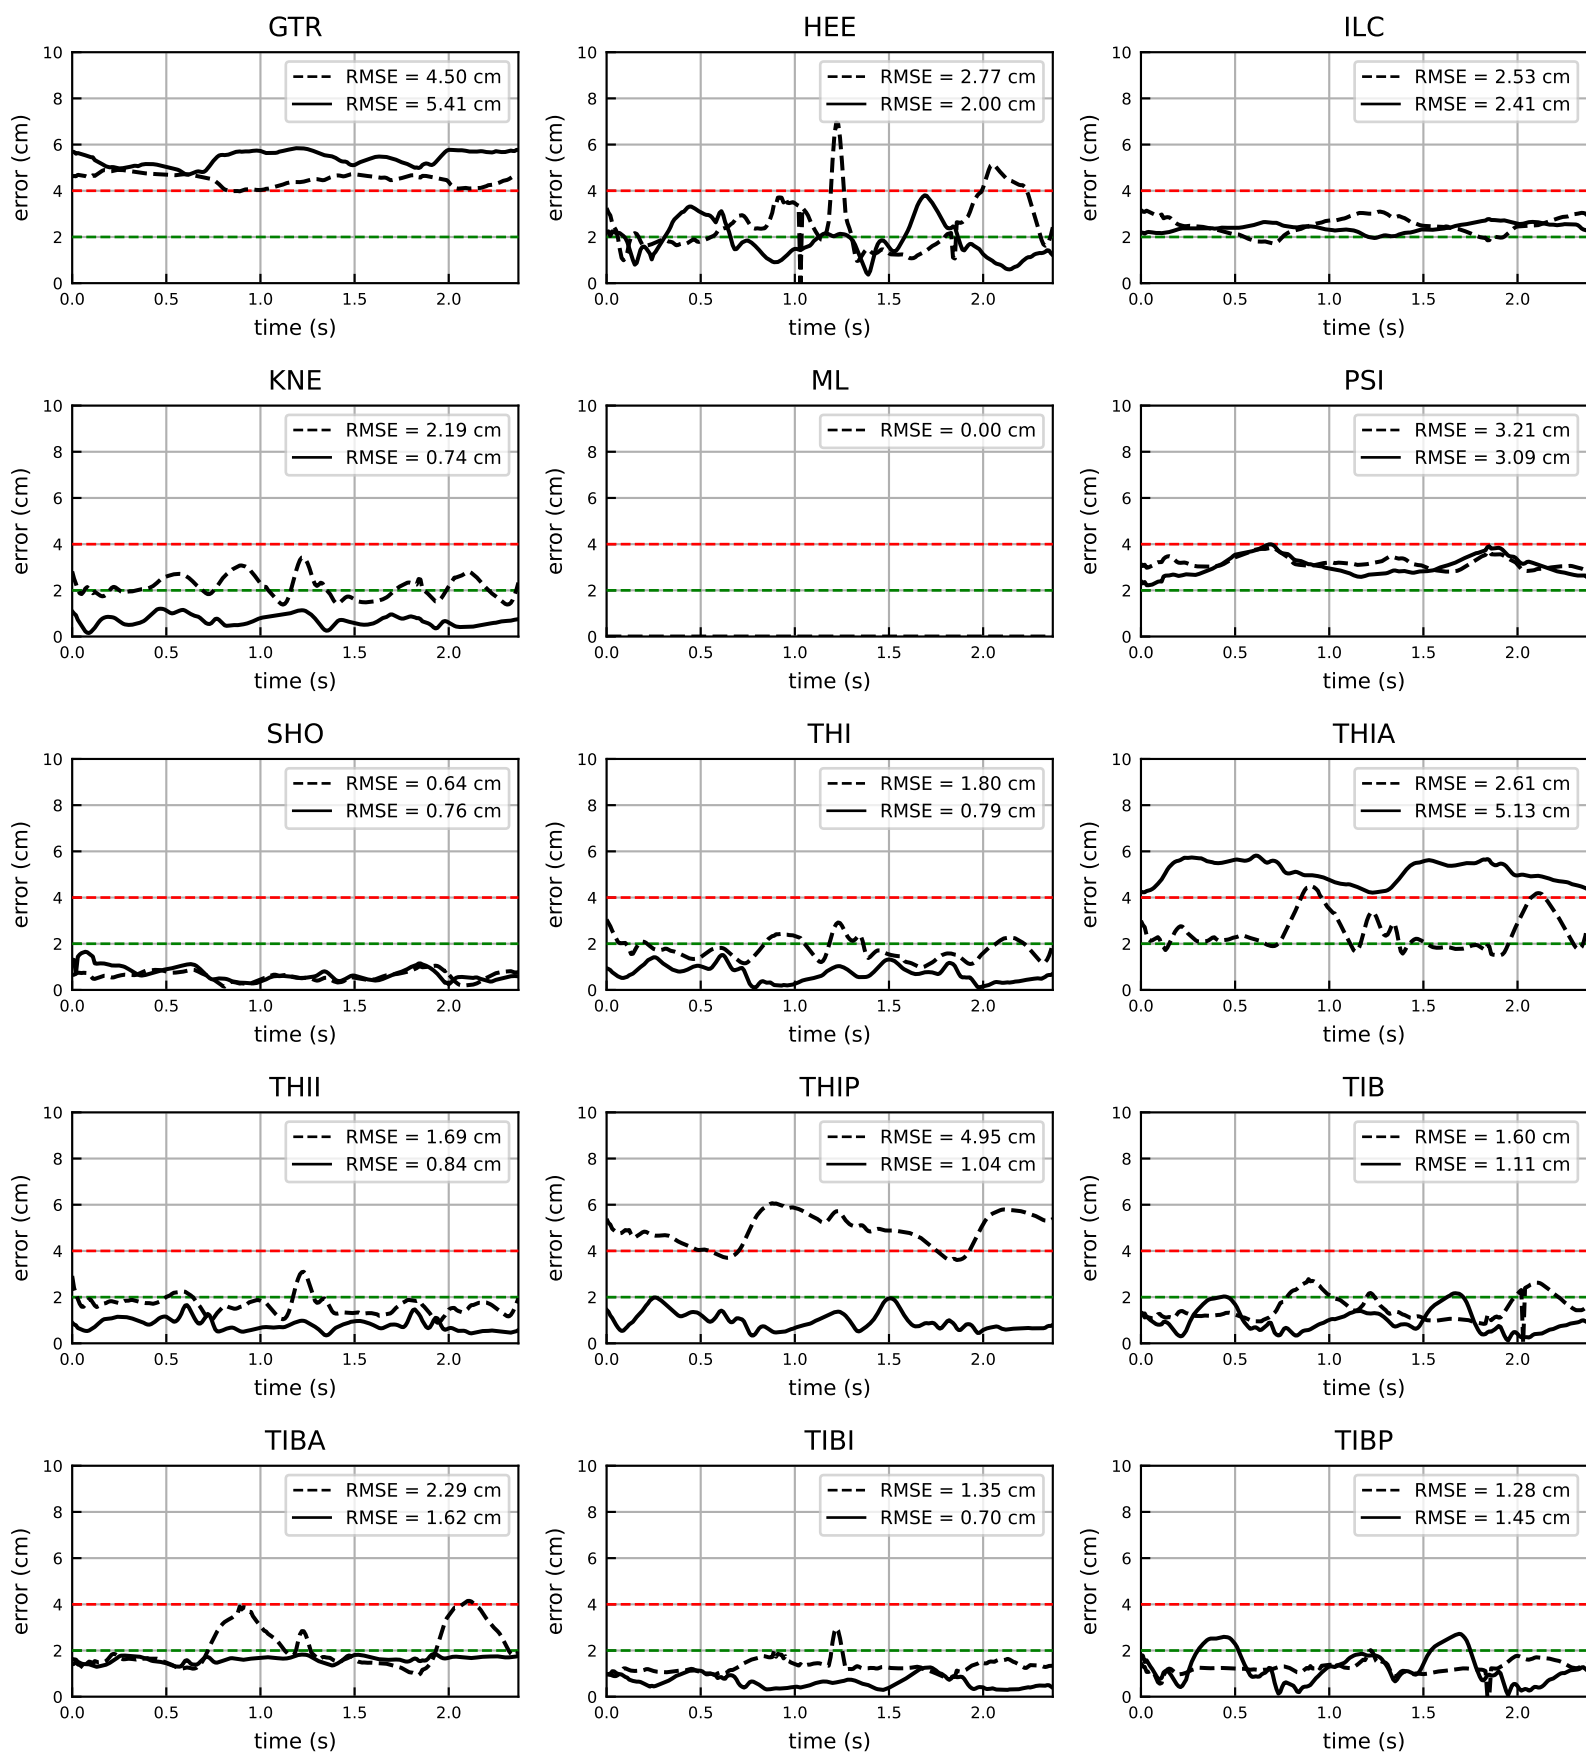 GTR
HEE
ILC
RMSE = 4.50 cm
RMSE = 5.41 cm
RMSE = 2.77 cm
RMSE = 2.00 cm
RMSE = 2.53 cm
RMSE = 2.41 cm
error (cm)
10
8
6
4
2
0
0.0 0.5 1.0 1.5 2.0
time (s)
error (cm)
10
8
6
4
2
0
0.0 0.5 1.0 1.5 2.0
time (s)
error (cm)
10
8
6
4
2
0
0.0 0.5 1.0 1.5 2.0
time (s)
KNE
ML
PSI
RMSE = 2.19 cm
RMSE = 0.74 cm
RMSE = 0.00 cm
RMSE = 3.21 cm
RMSE = 3.09 cm
error (cm)
10
8
6
4
2
0
0.0 0.5 1.0 1.5 2.0
time (s)
error (cm)
10
8
6
4
2
0
0.0 0.5 1.0 1.5 2.0
time (s)
error (cm)
10
8
6
4
2
0
0.0 0.5 1.0 1.5 2.0
time (s)
SHO
THI
THIA
RMSE = 0.64 cm
RMSE = 0.76 cm
RMSE = 1.80 cm
RMSE = 0.79 cm
RMSE = 2.61 cm
RMSE = 5.13 cm
error (cm)
10
8
6
4
2
0
0.0 0.5 1.0 1.5 2.0
time (s)
error (cm)
10
8
6
4
2
0
0.0 0.5 1.0 1.5 2.0
time (s)
error (cm)
10
8
6
4
2
0
0.0 0.5 1.0 1.5 2.0
time (s)
THII
THIP
TIB
RMSE = 1.69 cm
RMSE = 0.84 cm
RMSE = 4.95 cm
RMSE = 1.04 cm
RMSE = 1.60 cm
RMSE = 1.11 cm
error (cm)
10
8
6
4
2
0
0.0 0.5 1.0 1.5 2.0
time (s)
error (cm)
10
8
6
4
2
0
0.0 0.5 1.0 1.5 2.0
time (s)
error (cm)
10
8
6
4
2
0
0.0 0.5 1.0 1.5 2.0
time (s)
TIBA
TIBI
TIBP
RMSE = 2.29 cm
RMSE = 1.62 cm
RMSE = 1.35 cm
RMSE = 0.70 cm
RMSE = 1.28 cm
RMSE = 1.45 cm
error (cm)
10
8
6
4
2
0
0.0 0.5 1.0 1.5 2.0
time (s)
error (cm)
10
8
6
4
2
0
0.0 0.5 1.0 1.5 2.0
time (s)
error (cm)
10
8
6
4
2
0
0.0 0.5 1.0 1.5 2.0
time (s)